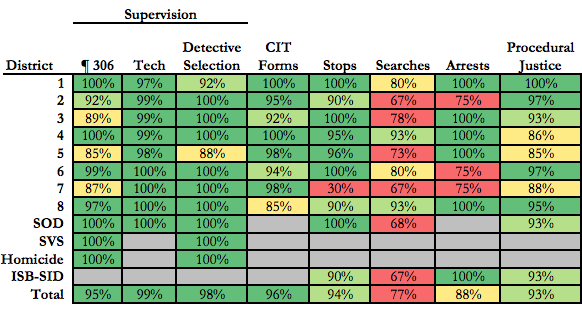 Supervision
Detective CIT Procedural
District ¶ 306 Tech Selection Forms Stops Searches Arrests Justice
1 100% 97% 92% 100% 100% 80% 100% 100%
2 92% 99% 100% 95% 90% 67% 75% 97%
3 89% 99% 100% 92% 100% 78% 100% 93%
4 100% 99% 100% 100% 95% 93% 100% 86%
5 85% 98% 88% 98% 96% 73% 100% 85%
6 99% 100% 100% 94% 100% 80% 75% 97%
7 87% 100% 100% 98% 30% 67% 75% 88%
8 97% 100% 100% 85% 90% 93% 100% 95%
SOD 100% 100% 100% 100% 68% 93%
SVS 100% 100%
Homicide 100% 100%
ISB-SID 90% 67% 100% 93%
Total 95% 99% 98% 96% 94% 77% 88% 93%